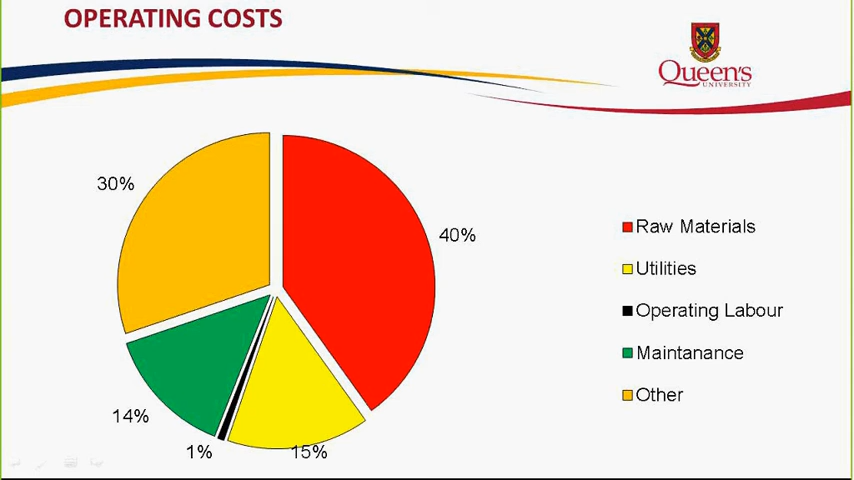 OPERATING COSTS
Queen's
UNIVERSITY
30%
40%
14%
1%
15%
Raw Materials
Utilities
Operating Labour
Maintanance
Other